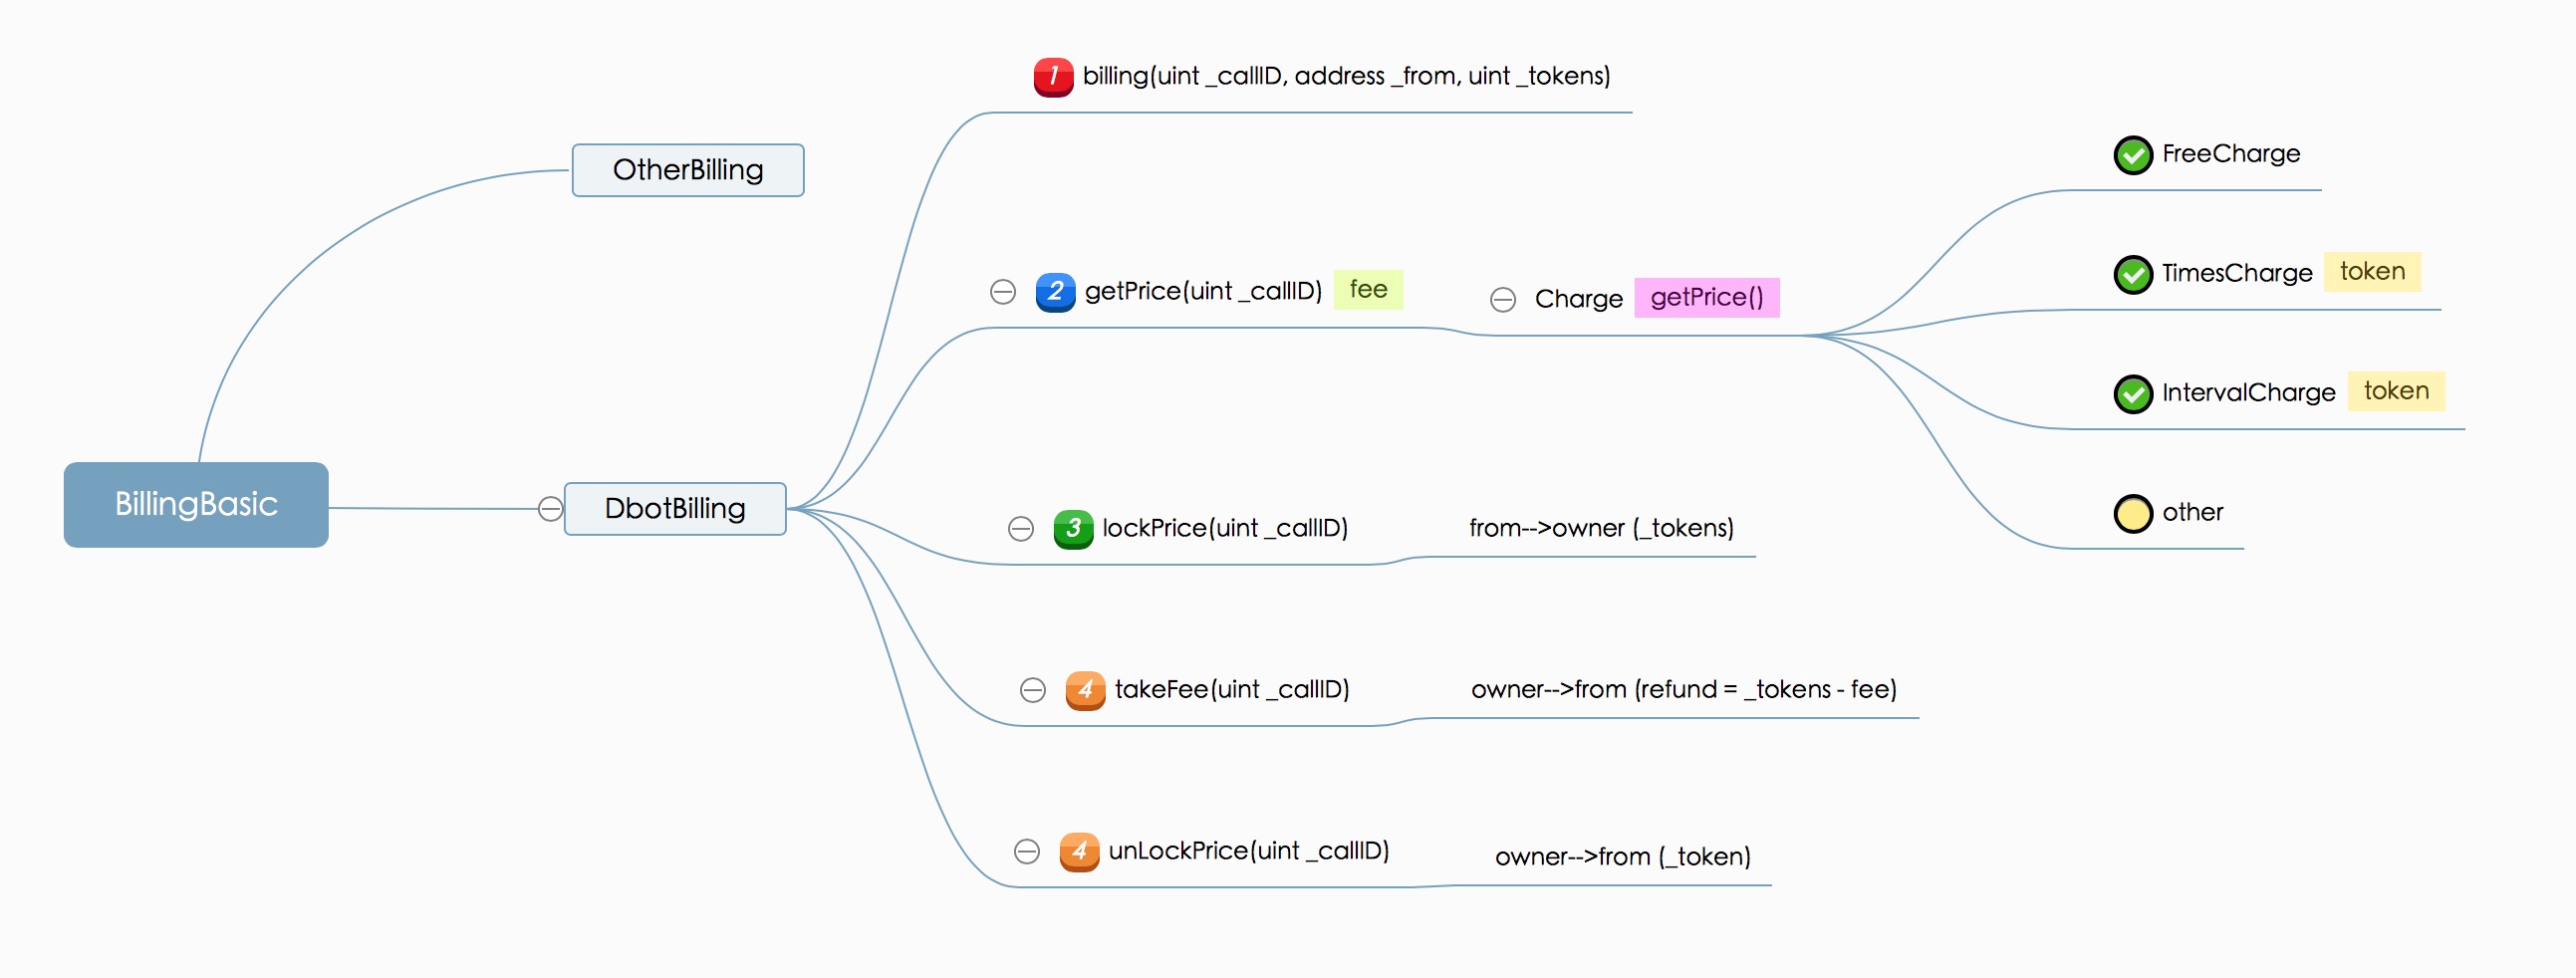 BillingBasic
OtherBilling
DbotBilling
1 billing(uint _callID, address _from, uint _tokens)
2 getPrice(uint _callID) fee
Charge getPrice()
FreeCharge
TimesCharge token
IntervalCharge token
other
3 lockPrice(uint _callID)
from-->owner (_tokens)
4 takeFee(uint _callID)
owner-->from (refund = _tokens - fee)
4 unLockPrice(uint _callID)
owner-->from (_token)